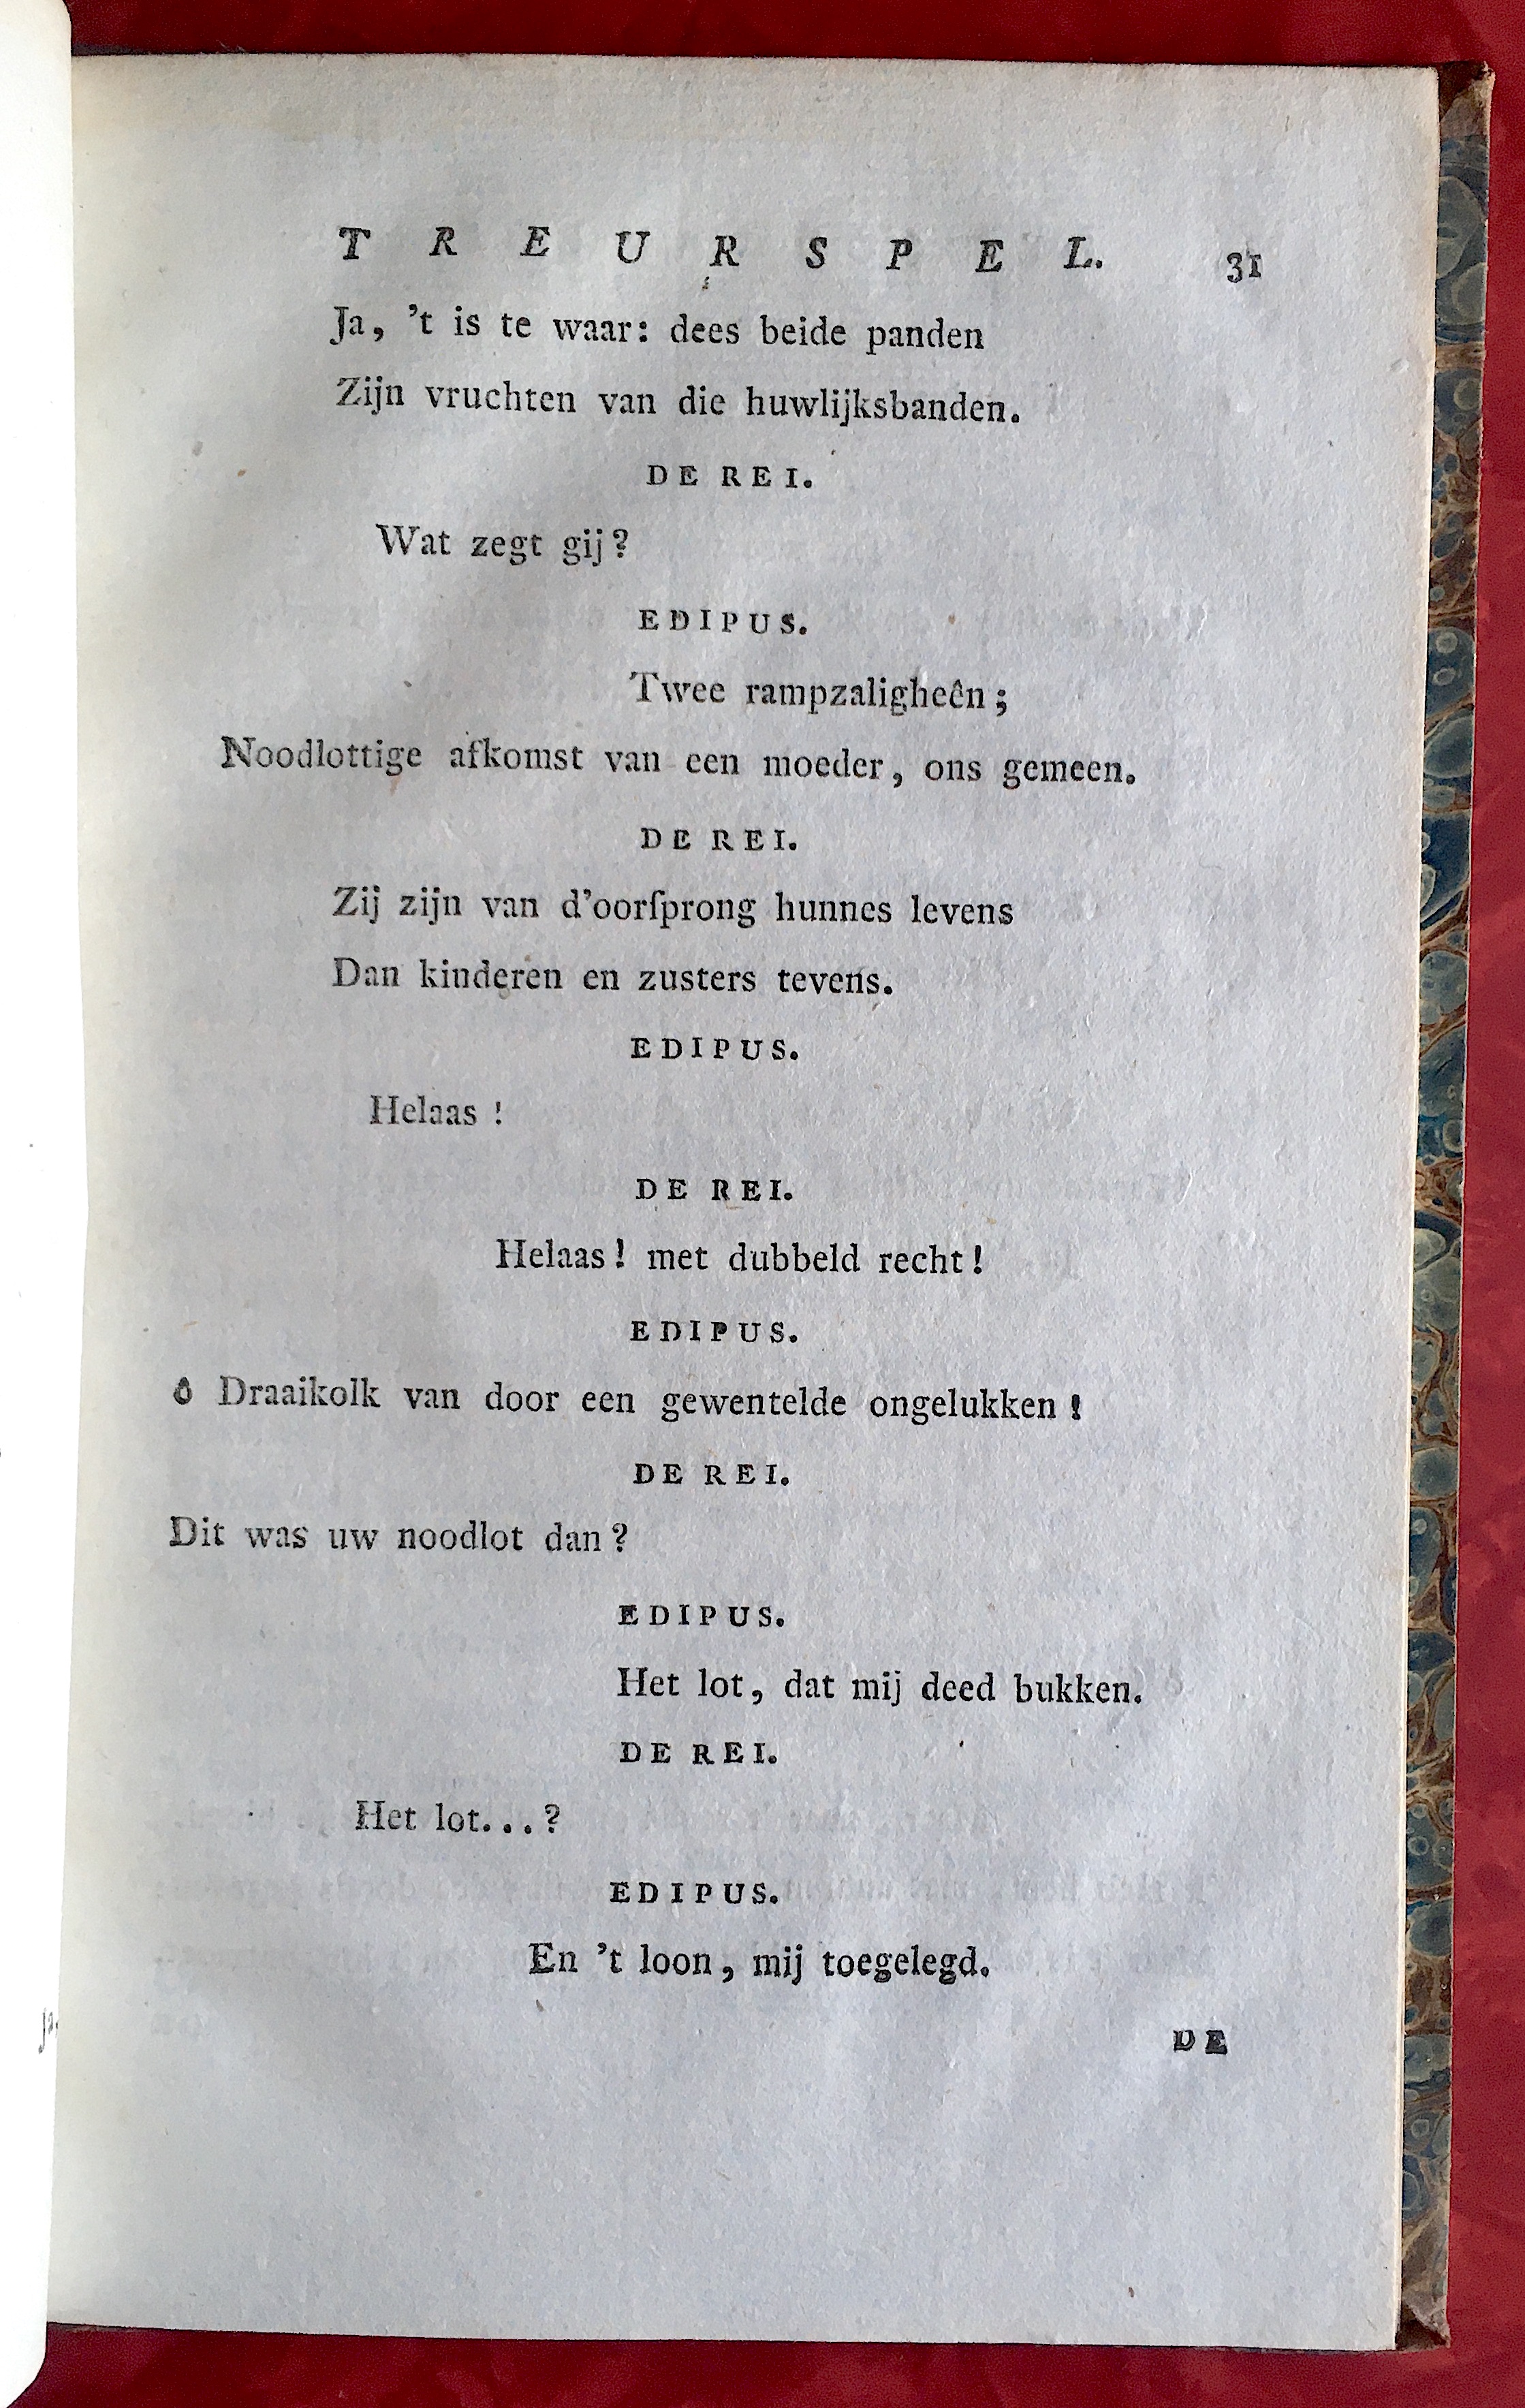 TREURSPEL. 31
Ja, 't is te waar: dees beide panden
Zijn vruchten van die huwlijksbanden.
DE REI.
Wat zegt gij?
EDIPUS.
Twee rampzaligheên;
Noodlottige afkomst van een moeder, ons gemeen.
DE REI.
Zij zijn van d'oorſprong hunnes levens
Dan kinderen en zusters tevens.
EDIPUS.
Helaas!
DE REI.
Helaas! met dubbeld recht!
EDIPUS.
ô Draaikolk van door een gewentelde ongelukken!
DE REI.
Dit was uw noodlot dan?
EDIPUS.
Het lot, dat mij deed bukken.
DE REI.
Het lot...?
EDIPUS.
En 't loon, mij toegelegd.
DE